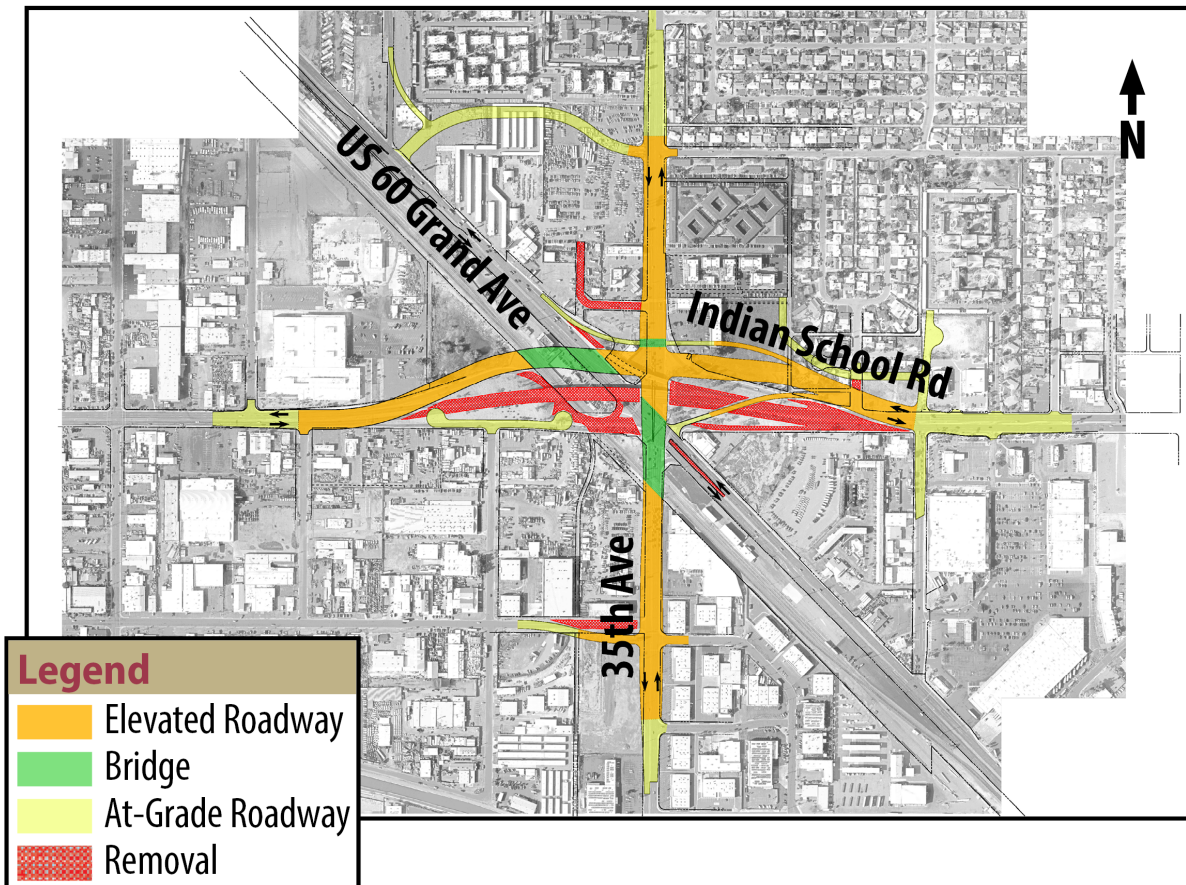 N
US 60 Grand Ave
Indian School Rd
35th Ave
Legend
Elevated Roadway
Bridge
At-Grade Roadway
Removal